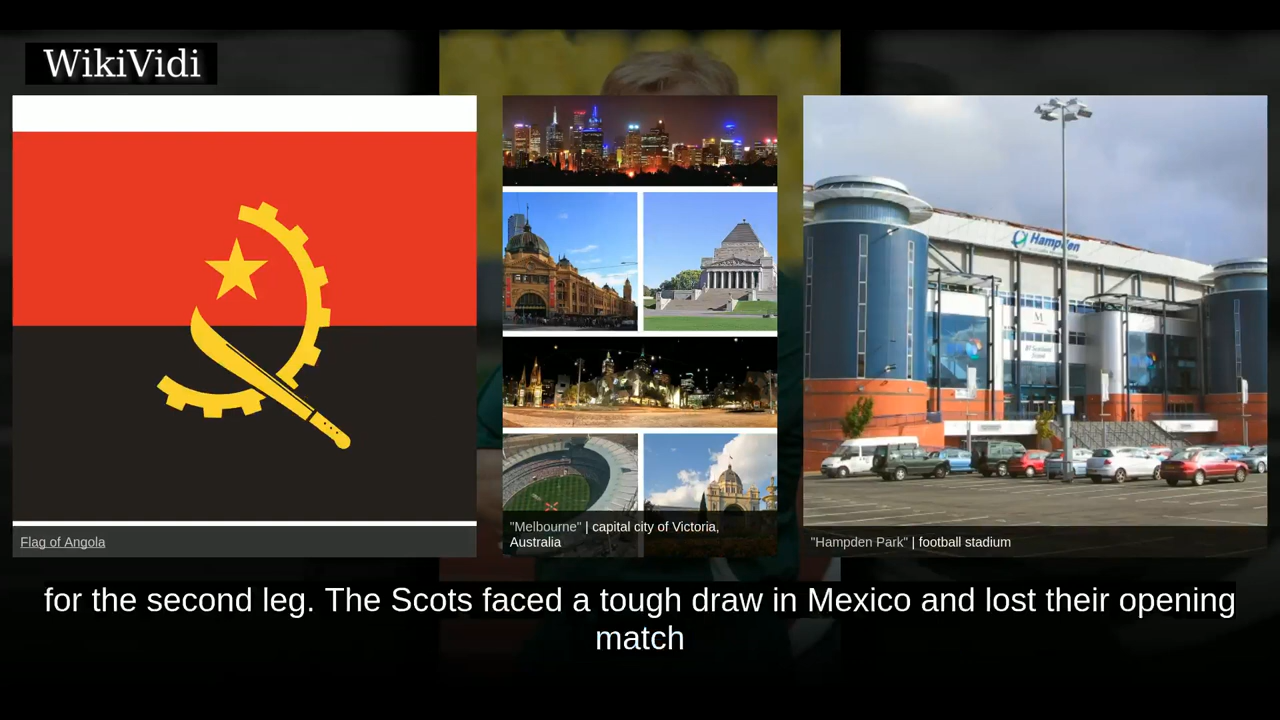 WikiVidi
Hampden
Flag of Angola
"Melbourne" | capital city of Victoria,
Australia
"Hampden Park" | football stadium
for the second leg. The Scots faced a tough draw in Mexico and lost their opening
match